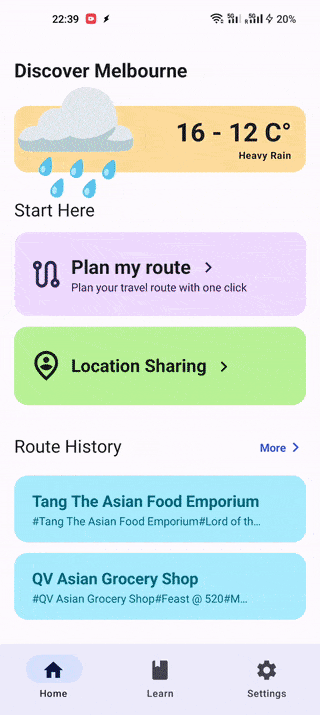 22:39
5G
5G
R
20%
Discover Melbourne
16 - 12 C°
Heavy Rain
Start Here
Plan my route
Plan your travel route with one click
Location Sharing
Route History
More
Tang The Asian Food Emporium
#Tang The Asian Food Emporium#Lord of th...
QV Asian Grocery Shop
#QV Asian Grocery Shop#Feast @ 520#M...
Home
Learn
Settings